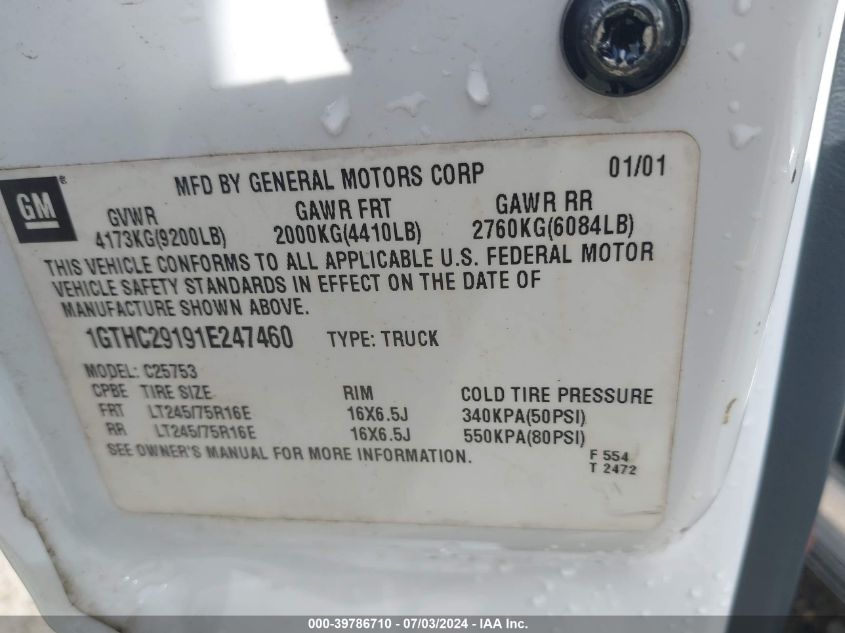 MFD BY GENERAL MOTORS CORP 01/01
GM®
GVWR GAWR FRT GAWR RR
4173KG(9200LB) 2000KG(4410LB) 2760KG(6084LB)
THIS VEHICLE CONFORMS TO ALL APPLICABLE U.S. FEDERAL MOTOR
VEHICLE SAFETY STANDARDS IN EFFECT ON THE DATE OF
MANUFACTURE SHOWN ABOVE.
1GTHC29191E247460 TYPE: TRUCK
MODEL: C25753
CPBE TIRE SIZE RIM COLD TIRE PRESSURE
FRT LT245/75R16E 16X6.5J 340KPA(50PSI)
RR LT245/75R16E 16X6.5J 550KPA(80PSI)
SEE OWNER'S MANUAL FOR MORE INFORMATION.
F 554
T 2472
000-39786710 - 07/03/2024 - IAA Inc.